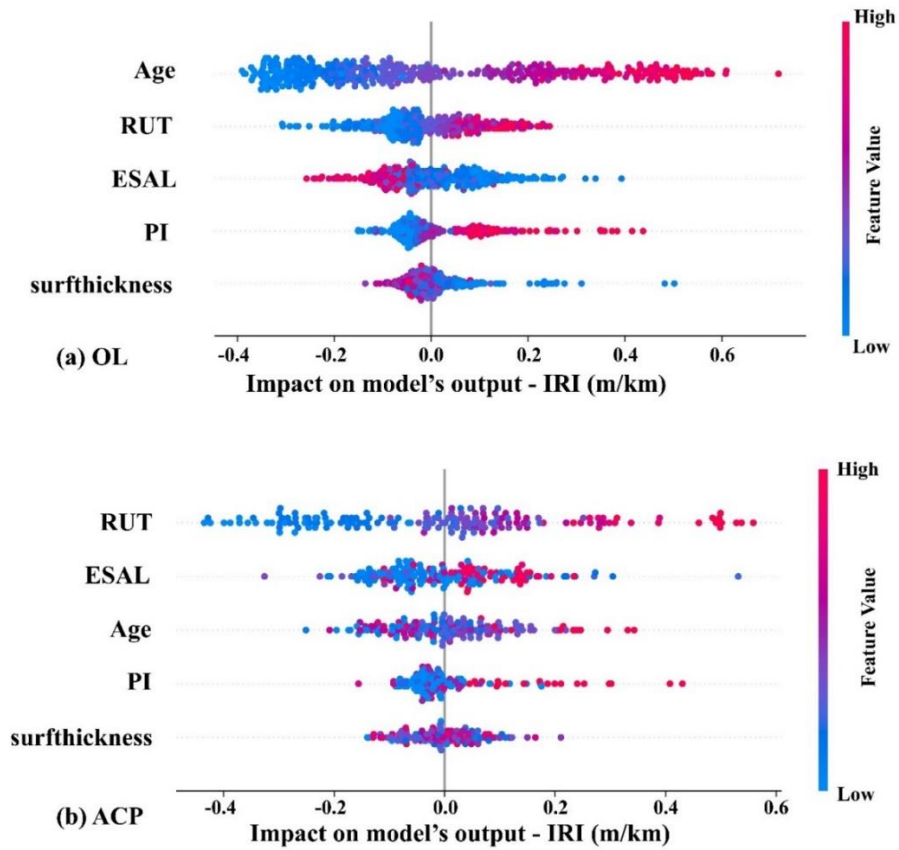 High
Age
RUT
ESAL
PI
surfthickness
Feature Value
Low
-0.4 -0.2 0.0 0.2 0.4 0.6
(a) OL
Impact on model's output - IRI (m/km)
High
RUT
ESAL
Age
PI
surfthickness
Feature Value
Low
-0.4 -0.2 0.0 0.2 0.4 0.6
(b) ACP
Impact on model's output - IRI (m/km)